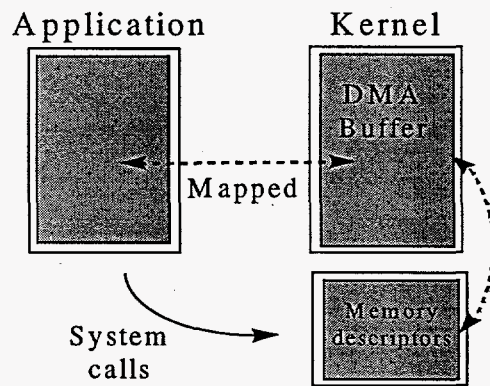 Application
Kernel
DMA
Buffer
Mapped
Memory
descriptors
System
calls